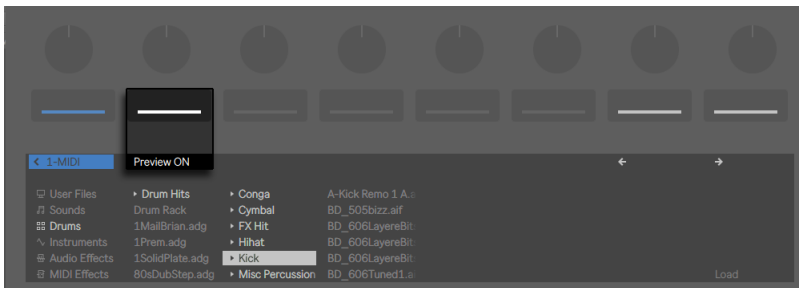 1-MIDI Preview ON
User Files Drum Hits Conga A-Kick Remo 1 A.a
Sounds Drum Rack Cymbal BD_505bizz.aif
Drums 1MailBrian.adg FX Hit BD_606LayereBit
Instruments 1Prem.adg Hihat BD_606LayereBit
Audio Effects 1SolidPlate.adg Kick BD_606LayereBit
MIDI Effects 80sDubStep.adg Misc Percussion BD_606Tuned1.a Load